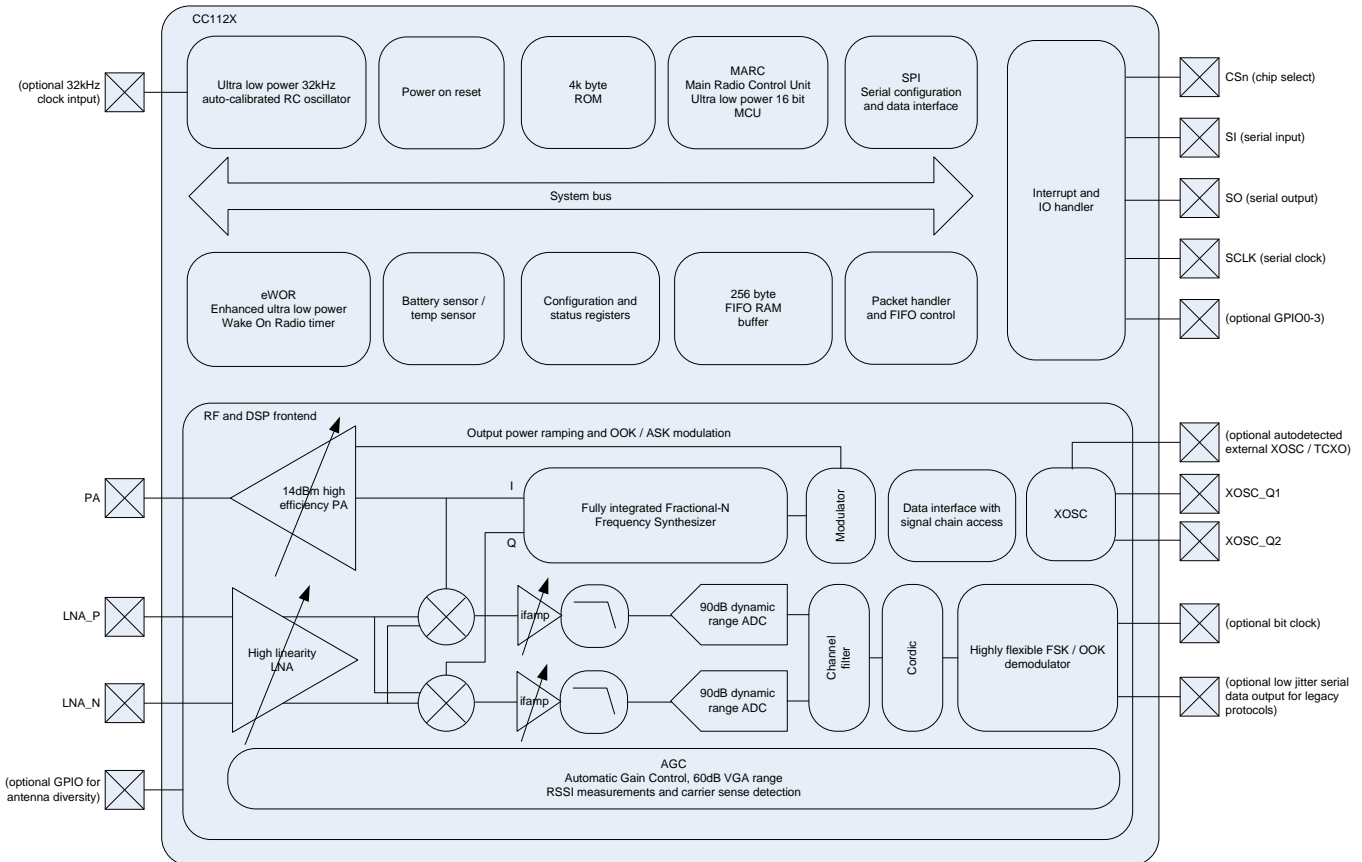 CC112X
(optional 32kHz
clock intput)
Ultra low power 32kHz
auto-calibrated RC oscillator
Power on reset
4k byte
ROM
MARC
Main Radio Control Unit
Ultra low power 16 bit
MCU
SPI
Serial configuration
and data interface
Interrupt and
IO handler
CSn (chip select)
SI (serial input)
SO (serial output)
SCLK (serial clock)
(optional GPIO0-3)
System bus
eWOR
Enhanced ultra low power
Wake On Radio timer
Battery sensor /
temp sensor
Configuration and
status registers
256 byte
FIFO RAM
buffer
Packet handler
and FIFO control
RF and DSP frontend
Output power ramping and OOK / ASK modulation
(optional autodetected
external XOSC / TCXO)
PA
14dBm high
efficiency PA
I
Q
Fully integrated Fractional-N
Frequency Synthesizer
Modulator
Data interface with
signal chain access
XOSC
XOSC_Q1
XOSC_Q2
LNA_P
LNA_N
High linearity
LNA
ifamp
90dB dynamic
range ADC
ifamp
90dB dynamic
range ADC
Channel
filter
Cordic
Highly flexible FSK / OOK
demodulator
(optional bit clock)
(optional low jitter serial
data output for legacy
protocols)
(optional GPIO for
antenna diversity)
AGC
Automatic Gain Control, 60dB VGA range
RSSI measurements and carrier sense detection